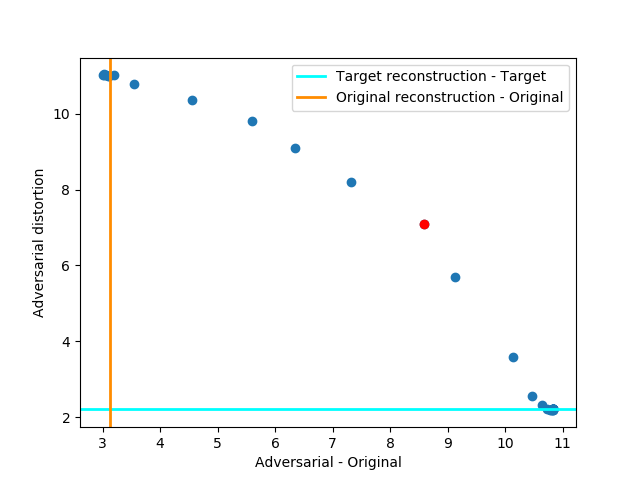 Target reconstruction - Target
Original reconstruction - Original
Adversarial distortion
10
8
6
4
2
3 4 5 6 7 8 9 10 11
Adversarial - Original